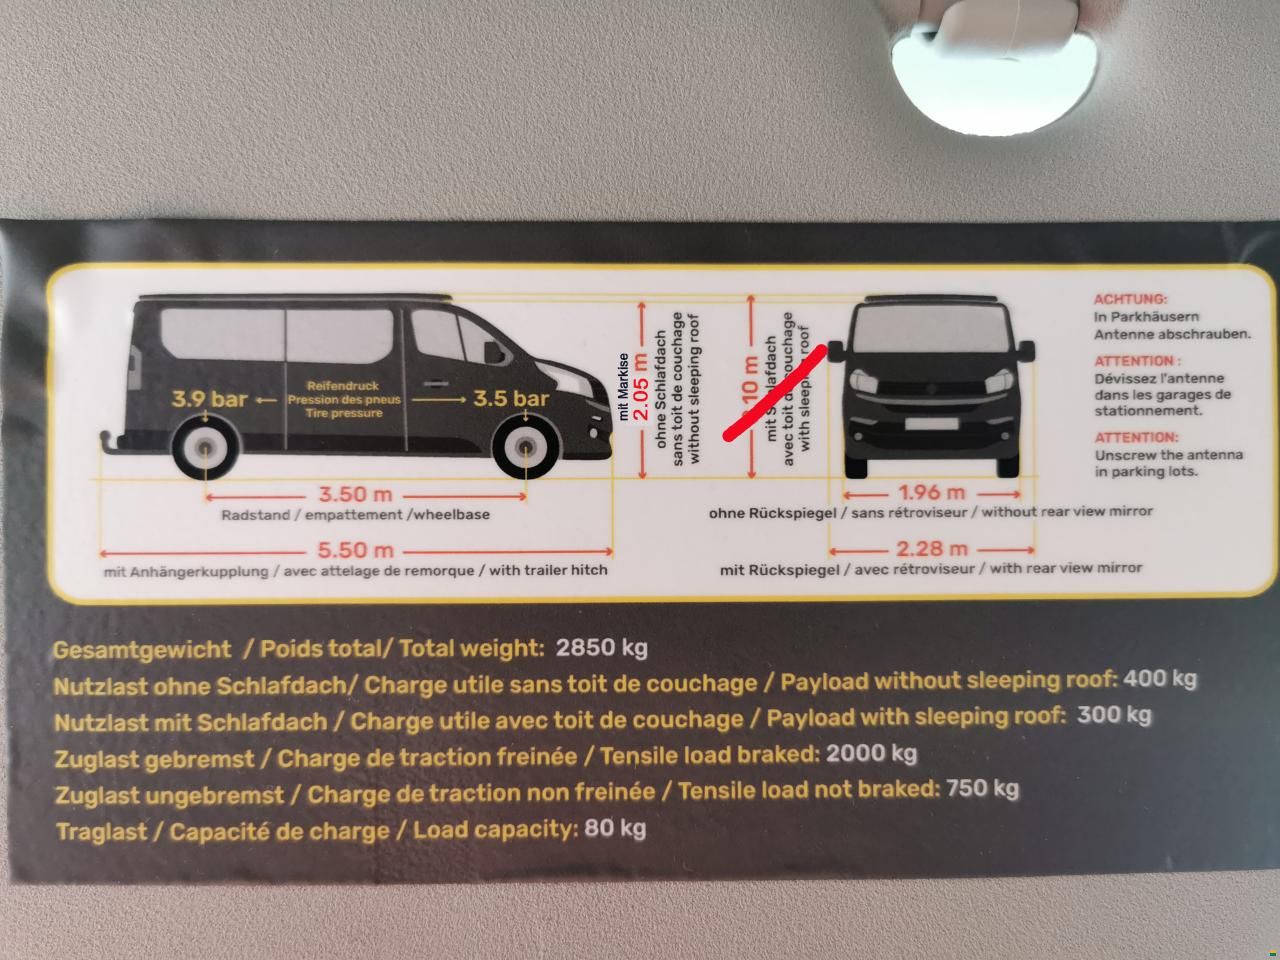 3.9 bar
Reifendruck
Pression des pneus
Tire pressure
3.5 bar
mit Markise
2.05 m
ohne Schlafdach
sans toit de couchage
without sleeping roof
10 m
mit Schlafdach
avec toit de couchage
with sleeping roof
ACHTUNG:
In Parkhäusern
Antenne abschrauben.
ATTENTION :
Dévissez l'antenne
dans les garages de
stationnement.
ATTENTION:
Unscrew the antenna
in parking lots.
3.50 m
Radstand / empattement /wheelbase
5.50 m
mit Anhängerkupplung / avec attelage de remorque / with trailer hitch
1.96 m
ohne Rückspiegel / sans rétroviseur / without rear view mirror
2.28 m
mit Rückspiegel / avec rétroviseur / with rear view mirror
Gesamtgewicht / Poids total/ Total weight: 2850 kg
Nutzlast ohne Schlafdach/ Charge utile sans toit de couchage / Payload without sleeping roof: 400 kg
Nutzlast mit Schlafdach / Charge utile avec toit de couchage / Payload with sleeping roof: 300 kg
Zuglast gebremst / Charge de traction freinée / Tensile load braked: 2000 kg
Zuglast ungebremst / Charge de traction non freinée / Tensile load not braked: 750 kg
Traglast / Capacité de charge / Load capacity: 80 kg